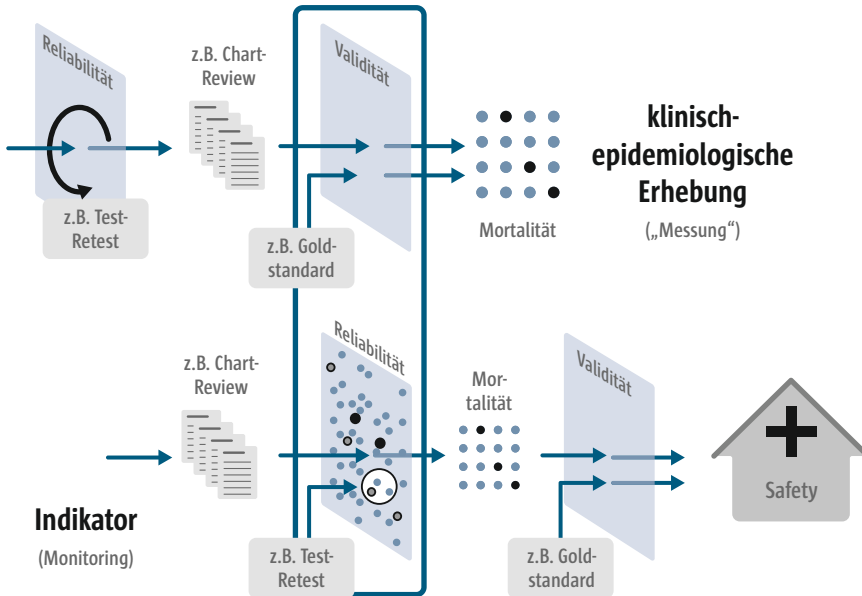 Reliabilität
z.B. Test-
Retest
z.B. Chart-
Review
Validität
z.B. Gold-
standard
Mortalität
klinisch-
epidemiologische
Erhebung
(„Messung“)
Indikator
(Monitoring)
z.B. Chart-
Review
Reliabilität
z.B. Test-
Retest
Mor-
talität
Validität
z.B. Gold-
standard
Safety